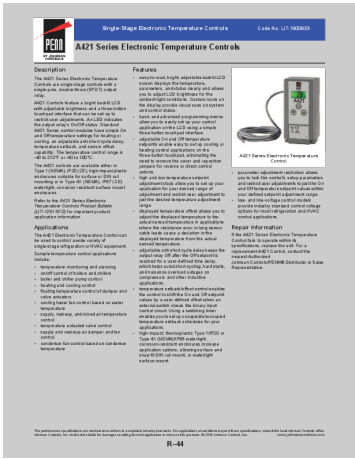 Single-Stage Electronic Temperature Controls
Code No. LIT-1900933
PENN
BY JOHNSON CONTROLS
A421 Series Electronic Temperature Controls
Description
The A421 Series Electronic Temperature
Controls are single-stage controls with a
single-pole, double-throw (SPDT) output
relay.
A421 Controls feature a bright backlit LCD
with adjustable brightness and a three-button
touchpad interface that can be set up to
restrict user adjustments. An LED indicates
the output relay's On/Off status. Standard
A421 Series control modules have simple On
and Off temperature settings for heating or
cooling, an adjustable anti-short cycle delay,
temperature setback, and sensor offset
capability. The temperature control range is
-40 to 212°F or -40 to 100°C.
The A421 controls are available either in
Type 1 (NEMA), IP20 (CE), high-impact plastic
enclosures suitable for surface or DIN rail
mounting or in Type 4X (NEMA), IP67 (CE)
watertight, corrosion resistant surface mount
enclosures.
Refer to the A421 Series Electronic
Temperature Controls Product Bulletin
(LIT-12011972) for important product
application information.
Applications
The A421 Electronic Temperature Control can
be used to control a wide variety of
single-stage refrigeration or HVAC equipment.
Sample temperature control applications
include:
• temperature monitoring and alarming
• on/off control of boilers and chillers
• boiler and chiller pump control
• heating and cooling control
• floating temperature control of damper and
valve actuators
• cooling tower fan control based on water
temperature
• supply, makeup, and mixed air temperature
control
• temperature actuated valve control
• supply and makeup air damper and fan
control
• condenser fan control based on condenser
temperature
Features
• easy-to-read, bright, adjustable backlit LCD
screen displays the temperature,
parameters, and status clearly and allows
you to adjust LCD brightness for the
ambient light conditions. Custom icons on
the display provide visual scan of system
and control status.
• basic and advanced programming menus
allow you to easily set up your control
application on the LCD using a simple
three-button touchpad interface
• adjustable On and Off temperature
setpoints enable easy to set up cooling or
heating control applications on the
three-button touchpad, eliminating the
need to remove the cover and reposition
jumpers for reverse or direct control
actions.
• high and low temperature setpoint
adjustment stops allow you to set up your
application for your desired range of
adjustment and restrict user adjustment to
just the desired temperature adjustment
range.
• displayed temperature offset allows you to
adjust the displayed temperature to the
actual sensed temperature in applications
where the resistance error in long sensor
cable leads cause a deviation in the
displayed temperature from the actual
sensed temperature.
• adjustable anti-short cycle delay keeps the
output relay Off after the Off setpoint is
reached for a user-defined time delay,
which helps avoid short cycling, hard starts,
and nuisance overload outages on
compressors and other inductive
applications.
• temperature setback/offset control enables
the control to shift the On and Off setpoint
values by a user-defined offset when an
external switch closes the binary input
control circuit. Using a switching timer
enables you to set up occupied/unoccupied
temperature setback schedules for your
applications.
• high-impact, thermoplastic Type 1/IP20 or
Type 4X (NEMA)/IP68 watertight,
corrosion-resistant enclosures increase
application options, allowing surface and
snap-fit DIN rail mount, or watertight
surface mount.
A421
A421 Series Electronic Temperature
Control
• parameter adjustment restriction allows
you to lock the control's setup parameters
and restrict user adjustments to just the On
and Off temperature setpoint values within
your defined setpoint adjustment range.
• low- and line-voltage control models
provide industry standard control voltage
options for most refrigeration and HVAC
control applications.
Repair Information
If the A421 Series Electronic Temperature
Control fails to operate within its
specifications, replace the unit. For a
replacement A421 Control, contact the
nearest Authorized
Johnson Controls/PENN® Distributor or Sales
Representative.
R–44